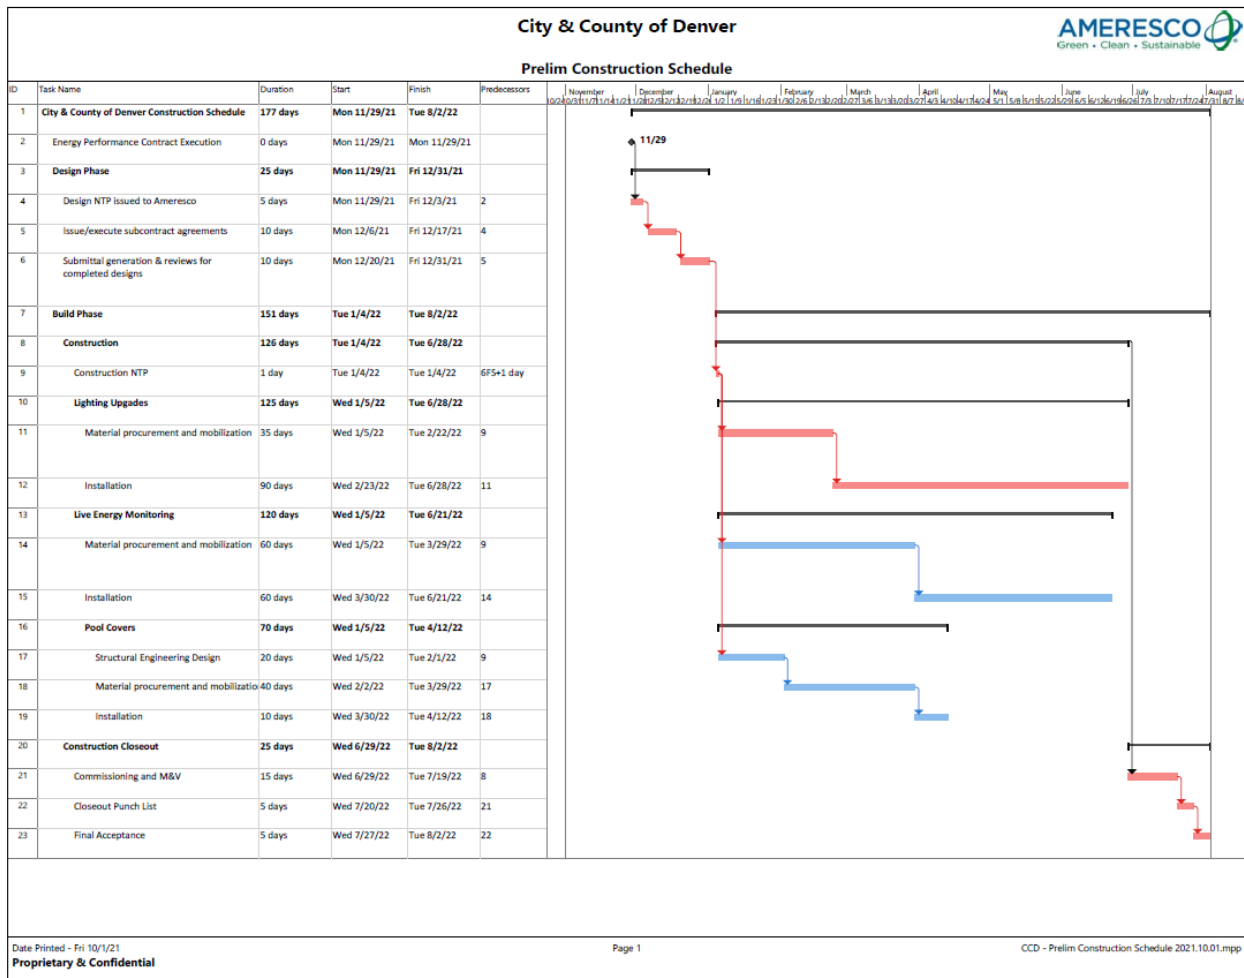 City & County of Denver
AMERESCO
Green • Clean • Sustainable
Prelim Construction Schedule
ID Task Name Duration Start Finish Predecessors
November December January February March April May June July August
1 City & County of Denver Construction Schedule 177 days Mon 11/29/21 Tue 8/2/22
2 Energy Performance Contract Execution 0 days Mon 11/29/21 Mon 11/29/21 11/29
3 Design Phase 25 days Mon 11/29/21 Fri 12/31/21
4 Design NTP issued to Ameresco 5 days Mon 11/29/21 Fri 12/3/21 2
5 Issue/execute subcontract agreements 10 days Mon 12/6/21 Fri 12/17/21 4
6 Submittal generation & reviews for 10 days Mon 12/20/21 Fri 12/31/21 5
completed designs
7 Build Phase 151 days Tue 1/4/22 Tue 8/2/22
8 Construction 126 days Tue 1/4/22 Tue 6/28/22
9 Construction NTP 1 day Tue 1/4/22 Tue 1/4/22 6FS+1 day
10 Lighting Upgades 125 days Wed 1/5/22 Tue 6/28/22
11 Material procurement and mobilization 35 days Wed 1/5/22 Tue 2/22/22 9
12 Installation 90 days Wed 2/23/22 Tue 6/28/22 11
13 Live Energy Monitoring 120 days Wed 1/5/22 Tue 6/21/22
14 Material procurement and mobilization 60 days Wed 1/5/22 Tue 3/29/22 9
15 Installation 60 days Wed 3/30/22 Tue 6/21/22 14
16 Pool Covers 70 days Wed 1/5/22 Tue 4/12/22
17 Structural Engineering Design 20 days Wed 1/5/22 Tue 2/1/22 9
18 Material procurement and mobilizatio 40 days Wed 2/2/22 Tue 3/29/22 17
19 Installation 10 days Wed 3/30/22 Tue 4/12/22 18
20 Construction Closeout 25 days Wed 6/29/22 Tue 8/2/22
21 Commissioning and M&V 15 days Wed 6/29/22 Tue 7/19/22 8
22 Closeout Punch List 5 days Wed 7/20/22 Tue 7/26/22 21
23 Final Acceptance 5 days Wed 7/27/22 Tue 8/2/22 22
Date Printed - Fri 10/1/21 Page 1 CCD - Prelim Construction Schedule 2021.10.01.mpp
Proprietary & Confidential